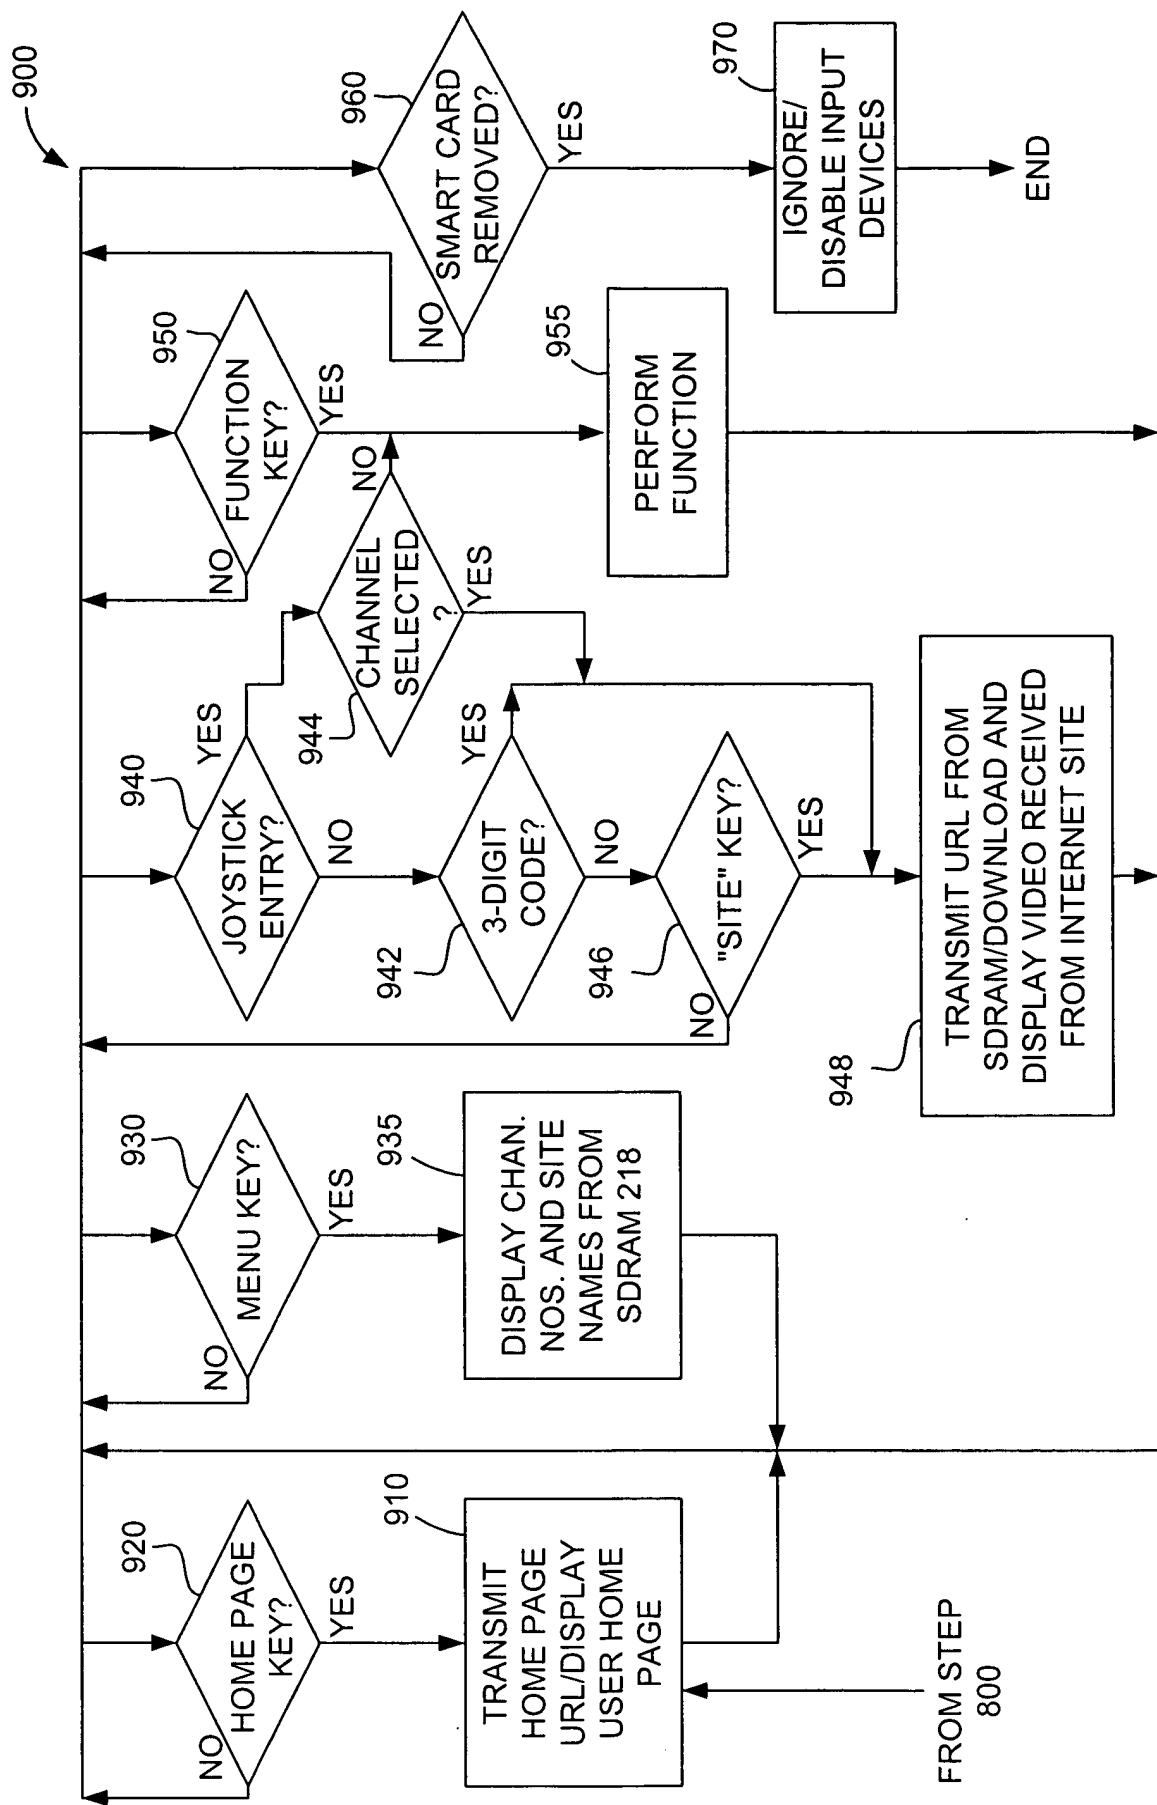 900
920
HOME PAGE
KEY?
NO
YES
910
TRANSMIT
HOME PAGE
URL/DISPLAY
USER HOME
PAGE
FROM STEP
800
930
MENU KEY?
NO
YES
935
DISPLAY CHAN.
NOS. AND SITE
NAMES FROM
SDRAM 218
940
JOYSTICK
ENTRY?
YES
NO
944
CHANNEL
SELECTED
?
NO
YES
942
3-DIGIT
CODE?
YES
NO
946
"SITE" KEY?
NO
YES
948
TRANSMIT URL FROM
SDRAM/DOWNLOAD AND
DISPLAY VIDEO RECEIVED
FROM INTERNET SITE
950
FUNCTION
KEY?
NO
YES
955
PERFORM
FUNCTION
960
SMART CARD
REMOVED?
NO
YES
970
IGNORE/
DISABLE INPUT
DEVICES
END